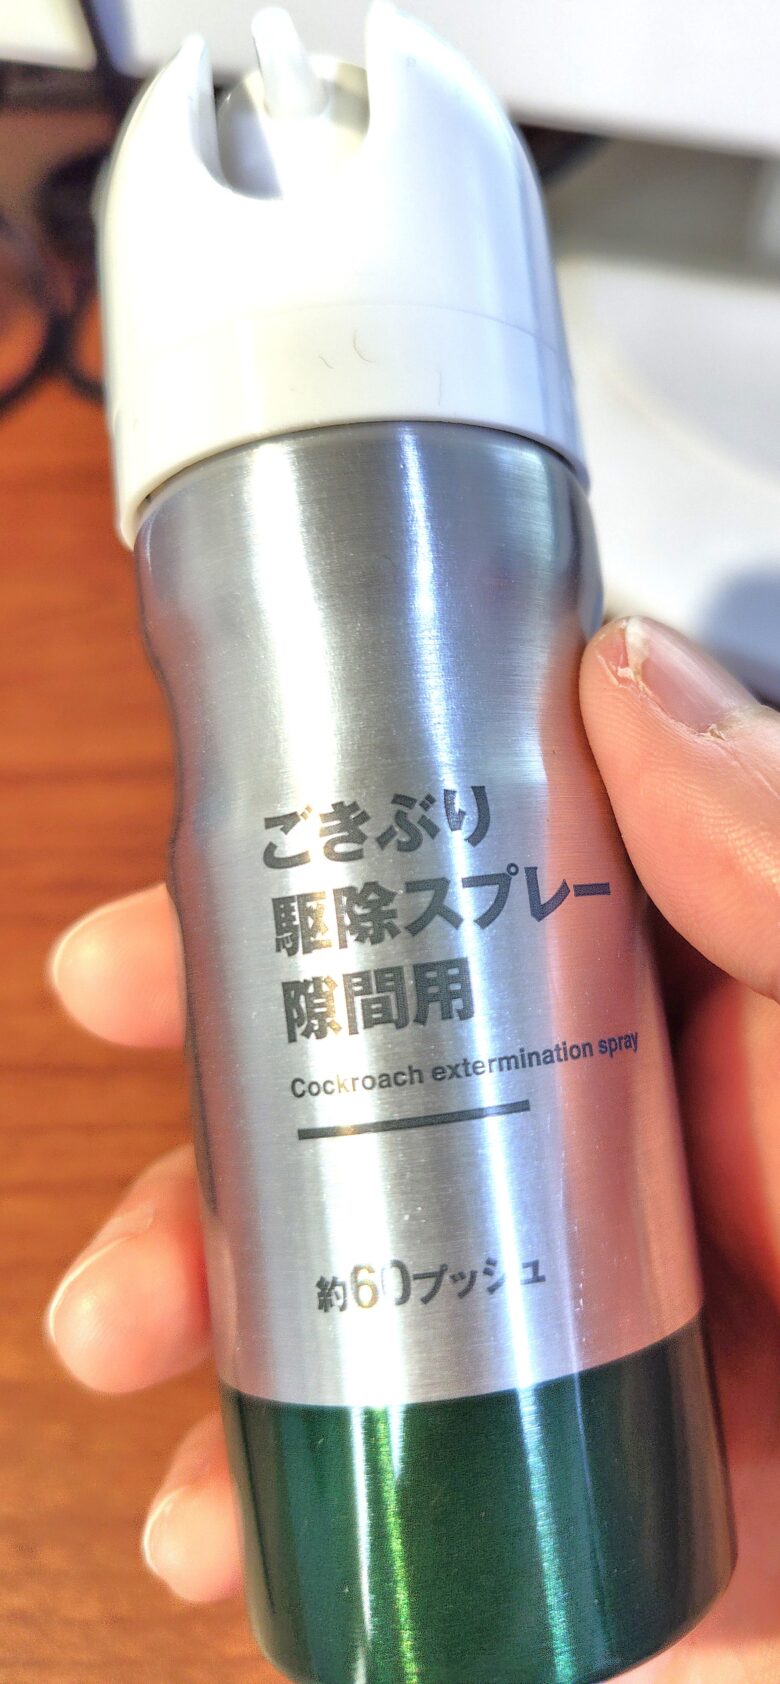 ごきぶり
駆除スプレー
隙間用
Cockroach extermination spray
約60プッシュ